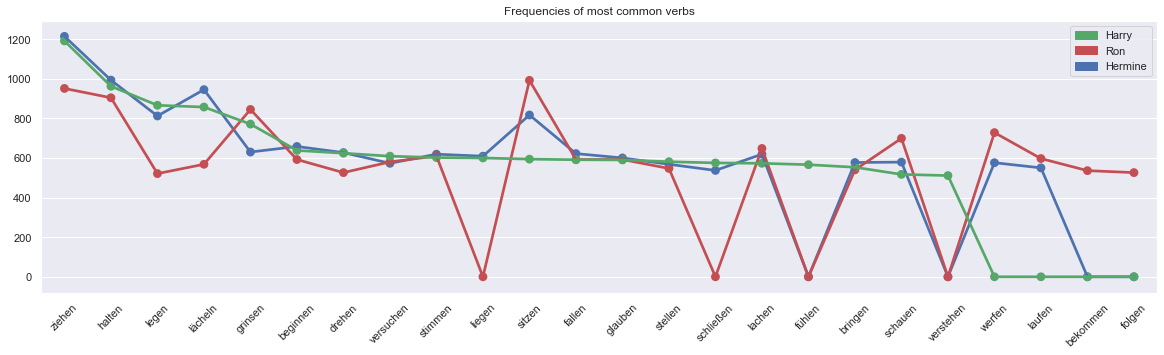 Frequencies of most common verbs
Harry
Ron
Hermine
1200
1000
800
600
400
200
0
ziehen
halten
legen
lächeln
grinsen
beginnen
drehen
versuchen
stimmen
liegen
sitzen
fallen
glauben
stellen
schließen
lachen
fühlen
bringen
schauen
verstehen
werfen
laufen
bekommen
folgen